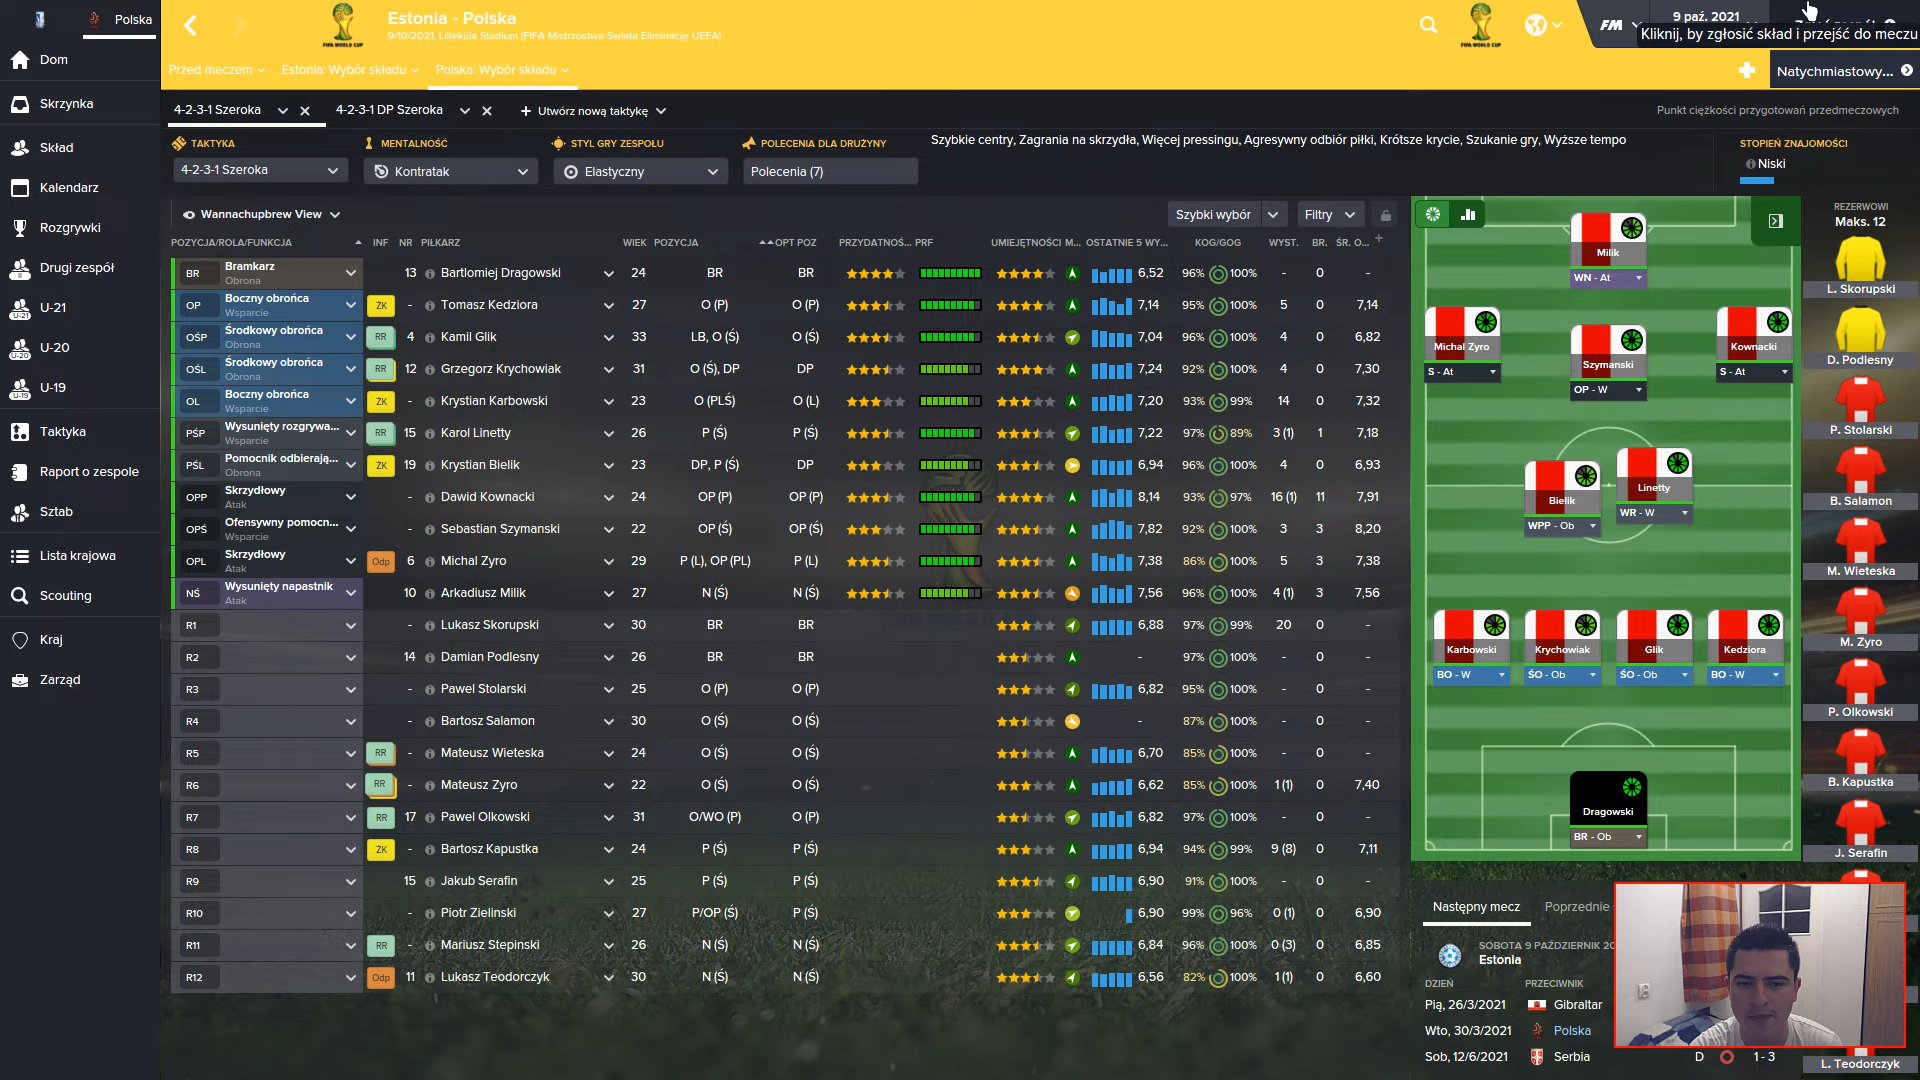 Polska
Estonia - Polska
9/10/2021, Lilleküla Stadium (FIFA Mistrzostwa Świata Eliminacje UEFA)
FIFA WORLD CUP
FIFA WORLD CUP
FM
9 paź. 2021
Kliknij, by zgłosić skład i przejść do meczu
Przed meczem
Estonia: Wybór składu
Polska: Wybór składu
Natychmiastowy...
Dom
Skrzynka
Skład
Kalendarz
Rozgrywki
Drugi zespół
U-21
U-20
U-19
Taktyka
Raport o zespole
Sztab
Lista krajowa
Scouting
Kraj
Zarząd
4-2-3-1 Szeroka
4-2-3-1 DP Szeroka
Utwórz nową taktykę
Punkt ciężkości przygotowań przedmeczowych
TAKTYKA
MENTALNOŚĆ
STYL GRY ZESPOŁU
POLECENIA DLA DRUŻYNY
4-2-3-1 Szeroka
Kontratak
Elastyczny
Polecenia (7)
Szybkie centry, Zagrania na skrzydła, Więcej pressingu, Agresywny odbiór piłki, Krótsze krycie, Szukanie gry, Wyższe tempo
STOPIEŃ ZNAJOMOŚCI
Niski
Wannachupbrew View
Szybki wybór
Filtry
POZYCJA/ROLA/FUNKCJA INF NR PIŁKARZ WIEK POZYCJA OPT POZ PRZYDATNOŚ... PRF UMIEJĘTNOŚCI M... OSTATNIE 5 WY... KOG/GOG WYST. BR. ŚR. O...
BR Bramkarz Obrona 13 Bartlomiej Dragowski 24 BR BR 6,52 96% 100% - 0 -
OP Boczny obrońca Wsparcie ŻK - Tomasz Kedziora 27 O (P) O (P) 7,14 95% 100% 5 0 7,14
OŚP Środkowy obrońca Obrona RR 4 Kamil Glik 33 LB, O (Ś) O (Ś) 7,04 96% 100% 4 0 6,82
OŚL Środkowy obrońca Obrona RR 12 Grzegorz Krychowiak 31 O (Ś), DP DP 7,24 92% 100% 4 0 7,30
OL Boczny obrońca Wsparcie ŻK - Krystian Karbowski 23 O (PLŚ) O (L) 7,20 93% 99% 14 0 7,32
PŚP Wysunięty rozgrywa... Wsparcie RR 15 Karol Linetty 26 P (Ś) P (Ś) 7,22 97% 89% 3 (1) 1 7,18
PŚL Pomocnik odbierają... Obrona ŻK 19 Krystian Bielik 23 DP, P (Ś) DP 6,94 96% 100% 4 0 6,93
OPP Skrzydłowy Atak - Dawid Kownacki 24 OP (P) OP (P) 8,14 93% 97% 16 (1) 11 7,91
OPŚ Ofensywny pomocn... Wsparcie - Sebastian Szymanski 22 OP (Ś) OP (Ś) 7,82 92% 100% 3 3 8,20
OPL Skrzydłowy Atak Odp 6 Michal Zyro 29 P (L), OP (PL) P (L) 7,38 86% 100% 5 3 7,38
NŚ Wysunięty napastnik Atak 10 Arkadiusz Milik 27 N (Ś) N (Ś) 7,56 96% 100% 4 (1) 3 7,56
R1 - Lukasz Skorupski 30 BR BR 6,88 97% 99% 20 0 -
R2 14 Damian Podlesny 26 BR BR - 97% 100% - 0 -
R3 - Pawel Stolarski 25 O (P) O (P) 6,82 95% 100% - 0 -
R4 - Bartosz Salamon 30 O (Ś) O (Ś) - 87% 100% - 0 -
R5 RR - Mateusz Wieteska 24 O (Ś) O (Ś) 6,70 85% 100% - 0 -
R6 RR - Mateusz Zyro 22 O (Ś) O (Ś) 6,62 85% 100% 1 (1) 0 7,40
R7 RR 17 Pawel Olkowski 31 O/WO (P) O (P) 6,82 97% 100% - 0 -
R8 ŻK - Bartosz Kapustka 24 P (Ś) P (Ś) 6,94 94% 99% 9 (8) 0 7,11
R9 15 Jakub Serafin 25 P (Ś) P (Ś) 6,90 91% 100% - 0 -
R10 - Piotr Zielinski 27 P/OP (Ś) P (Ś) 6,90 99% 96% 0 (1) 0 6,90
R11 RR - Mariusz Stepinski 26 N (Ś) N (Ś) 6,84 96% 100% 0 (3) 0 6,85
R12 Odp 11 Lukasz Teodorczyk 30 N (Ś) N (Ś) 6,56 82% 100% 1 (1) 0 6,60
Milik
WN - At
Michal Zyro
S - At
Szymanski
OP - W
Kownacki
S - At
Bielik
WPP - Ob
Linetty
WR - W
Karbowski
BO - W
Krychowiak
ŚO - Ob
Glik
ŚO - Ob
Kedziora
BO - W
Dragowski
BR - Ob
REZERWOWI
Maks. 12
L. Skorupski
D. Podlesny
P. Stolarski
B. Salamon
M. Wieteska
M. Zyro
P. Olkowski
B. Kapustka
J. Serafin
L. Teodorczyk
Następny mecz
Poprzednie
SOBOTA 9 PAŹDZIERNIK 20
Estonia
DZIEŃ PRZECIWNIK
Pią, 26/3/2021 Gibraltar
Wto, 30/3/2021 Polska
Sob, 12/6/2021 Serbia D 1 - 3